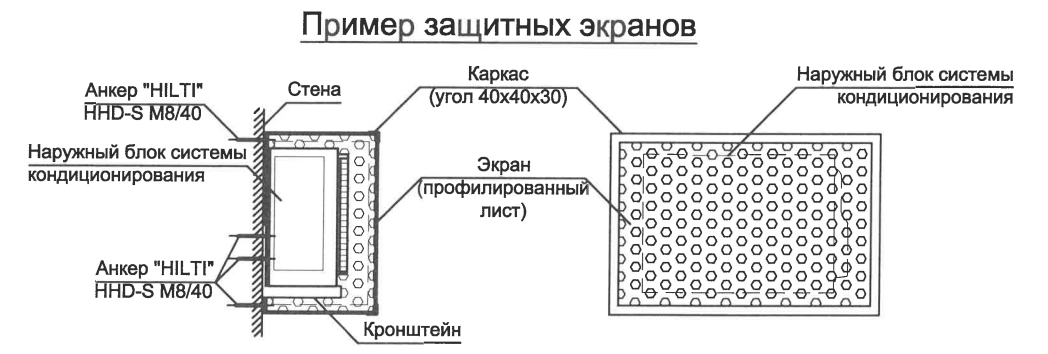 Пример защитных экранов
Анкер "HILTI"
HHD-S M8/40
Стена
Каркас
(угол 40х40х30)
Наружный блок системы
кондиционирования
Наружный блок системы
кондиционирования
Экран
(профилированный
лист)
Анкер "HILTI"
HHD-S M8/40
Кронштейн